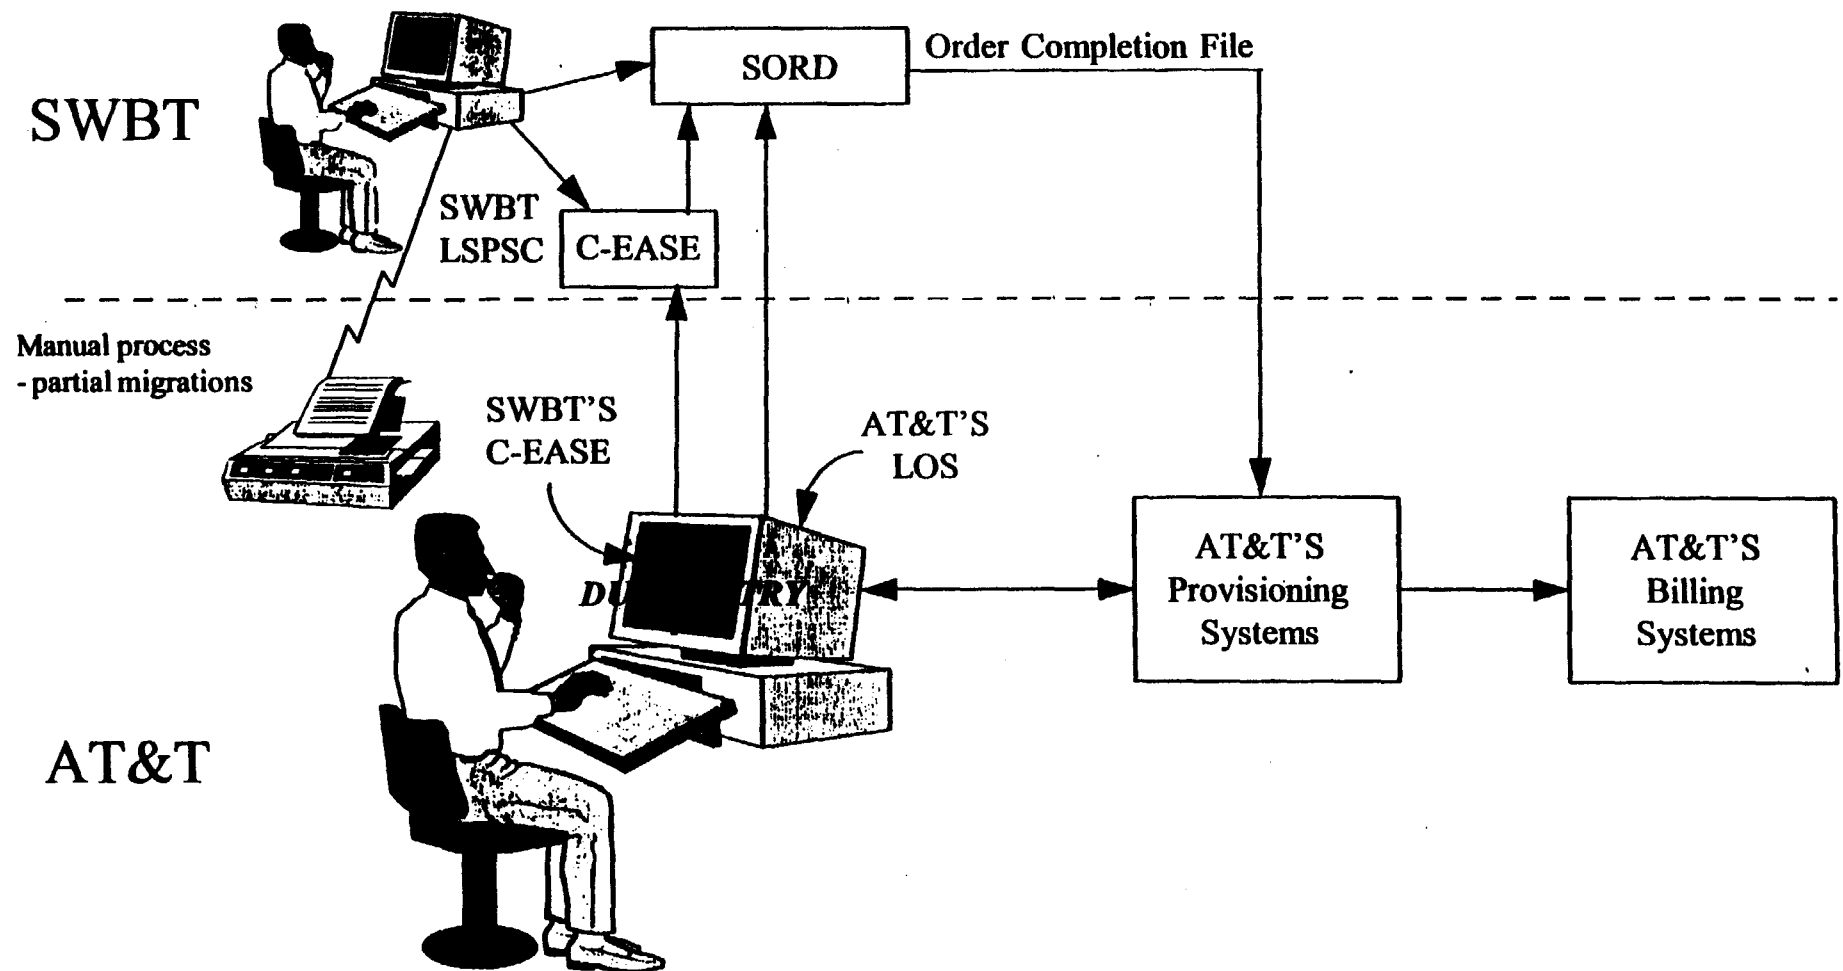 SORD
Order Completion File
SWBT
SWBT
LSPSC
C-EASE
Manual process
- partial migrations
SWBT'S
C-EASE
AT&T'S
LOS
AT&T'S
Provisioning
Systems
AT&T'S
Billing
Systems
AT&T